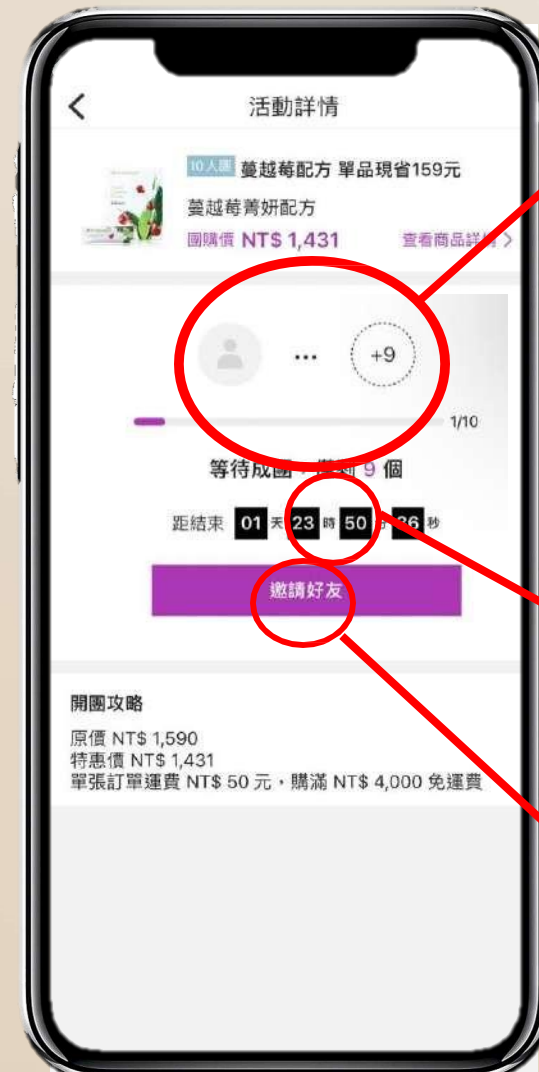 活動詳情
10人團 蔓越莓配方 單品現省159元
蔓越莓菁妍配方
團購價 NT$ 1,431 查看商品詳情
... +9
1/10
等待成團 9 個
距結束 01 天 23 時 50 36 秒
邀請好友
開團攻略
原價 NT$ 1,590
特惠價 NT$ 1,431
單張訂單運費 NT$ 50 元,購滿 NT$ 4,000 免運費